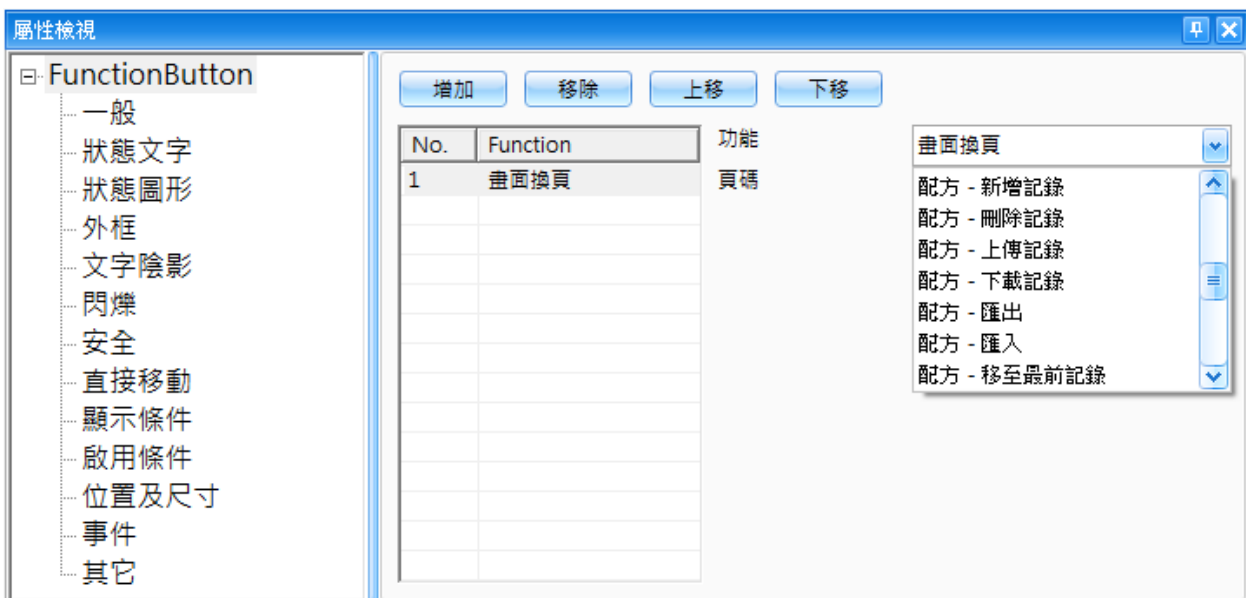 屬性檢視
FunctionButton
一般
狀態文字
狀態圖形
外框
文字陰影
閃爍
安全
直接移動
顯示條件
啟用條件
位置及尺寸
事件
其它
增加 移除 上移 下移
No. Function
1 畫面換頁
功能 畫面換頁
頁碼
配方 - 新增記錄
配方 - 刪除記錄
配方 - 上傳記錄
配方 - 下載記錄
配方 - 匯出
配方 - 匯入
配方 - 移至最前記錄